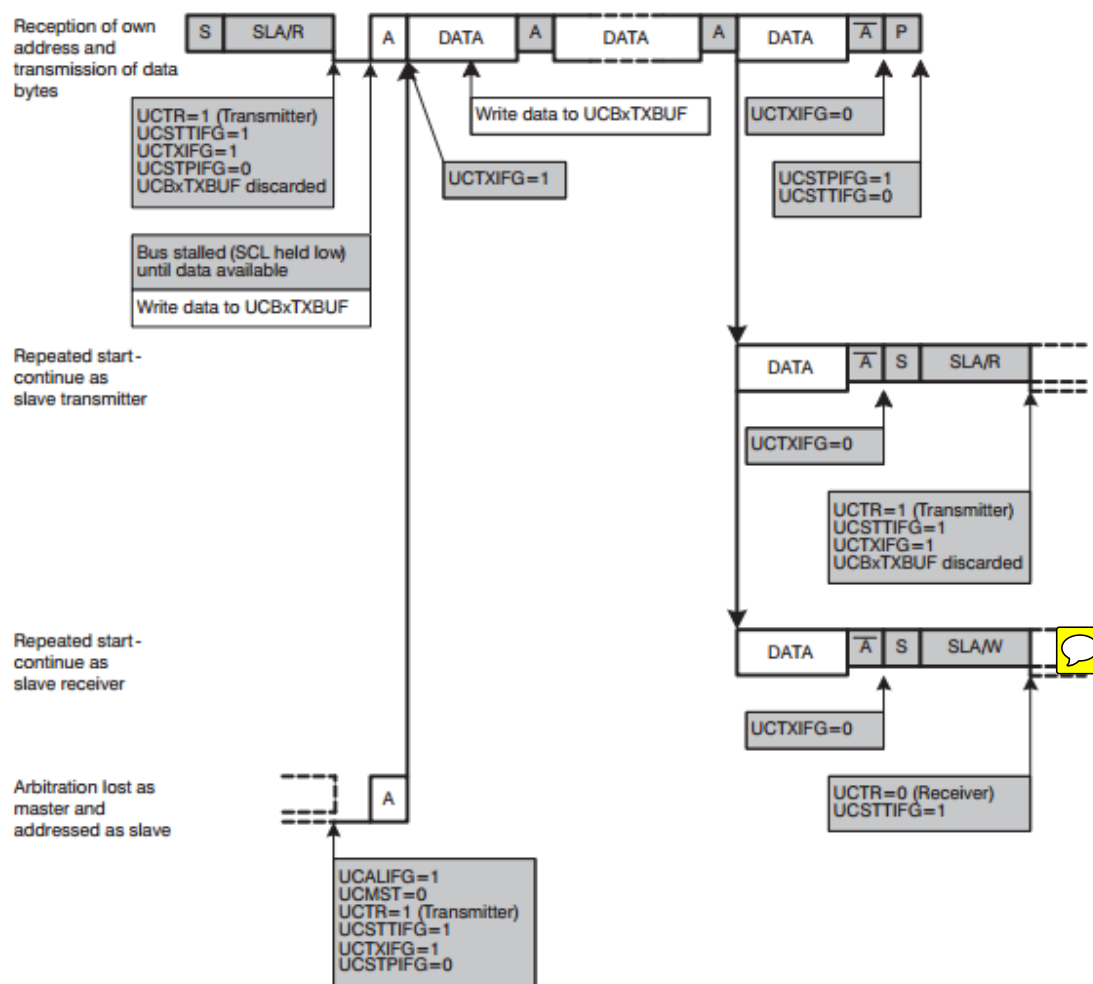 Reception of own
address and
transmission of data
bytes
S SLA/R A DATA A DATA A DATA A P
UCTR=1 (Transmitter)
UCSTTIFG=1
UCTXIFG=1
UCSTPIFG=0
UCBxTXBUF discarded
Write data to UCBxTXBUF
UCTXIFG=1
UCTXIFG=0
UCSTPIFG=1
UCSTTIFG=0
Bus stalled (SCL held low)
until data available
Write data to UCBxTXBUF
Repeated start-
continue as
slave transmitter
DATA A S SLA/R
UCTXIFG=0
UCTR=1 (Transmitter)
UCSTTIFG=1
UCTXIFG=1
UCBxTXBUF discarded
Repeated start-
continue as
slave receiver
DATA A S SLA/W
UCTXIFG=0
UCTR=0 (Receiver)
UCSTTIFG=1
Arbitration lost as
master and
addressed as slave
A
UCALIFG=1
UCMST=0
UCTR=1 (Transmitter)
UCSTTIFG=1
UCTXIFG=1
UCSTPIFG=0